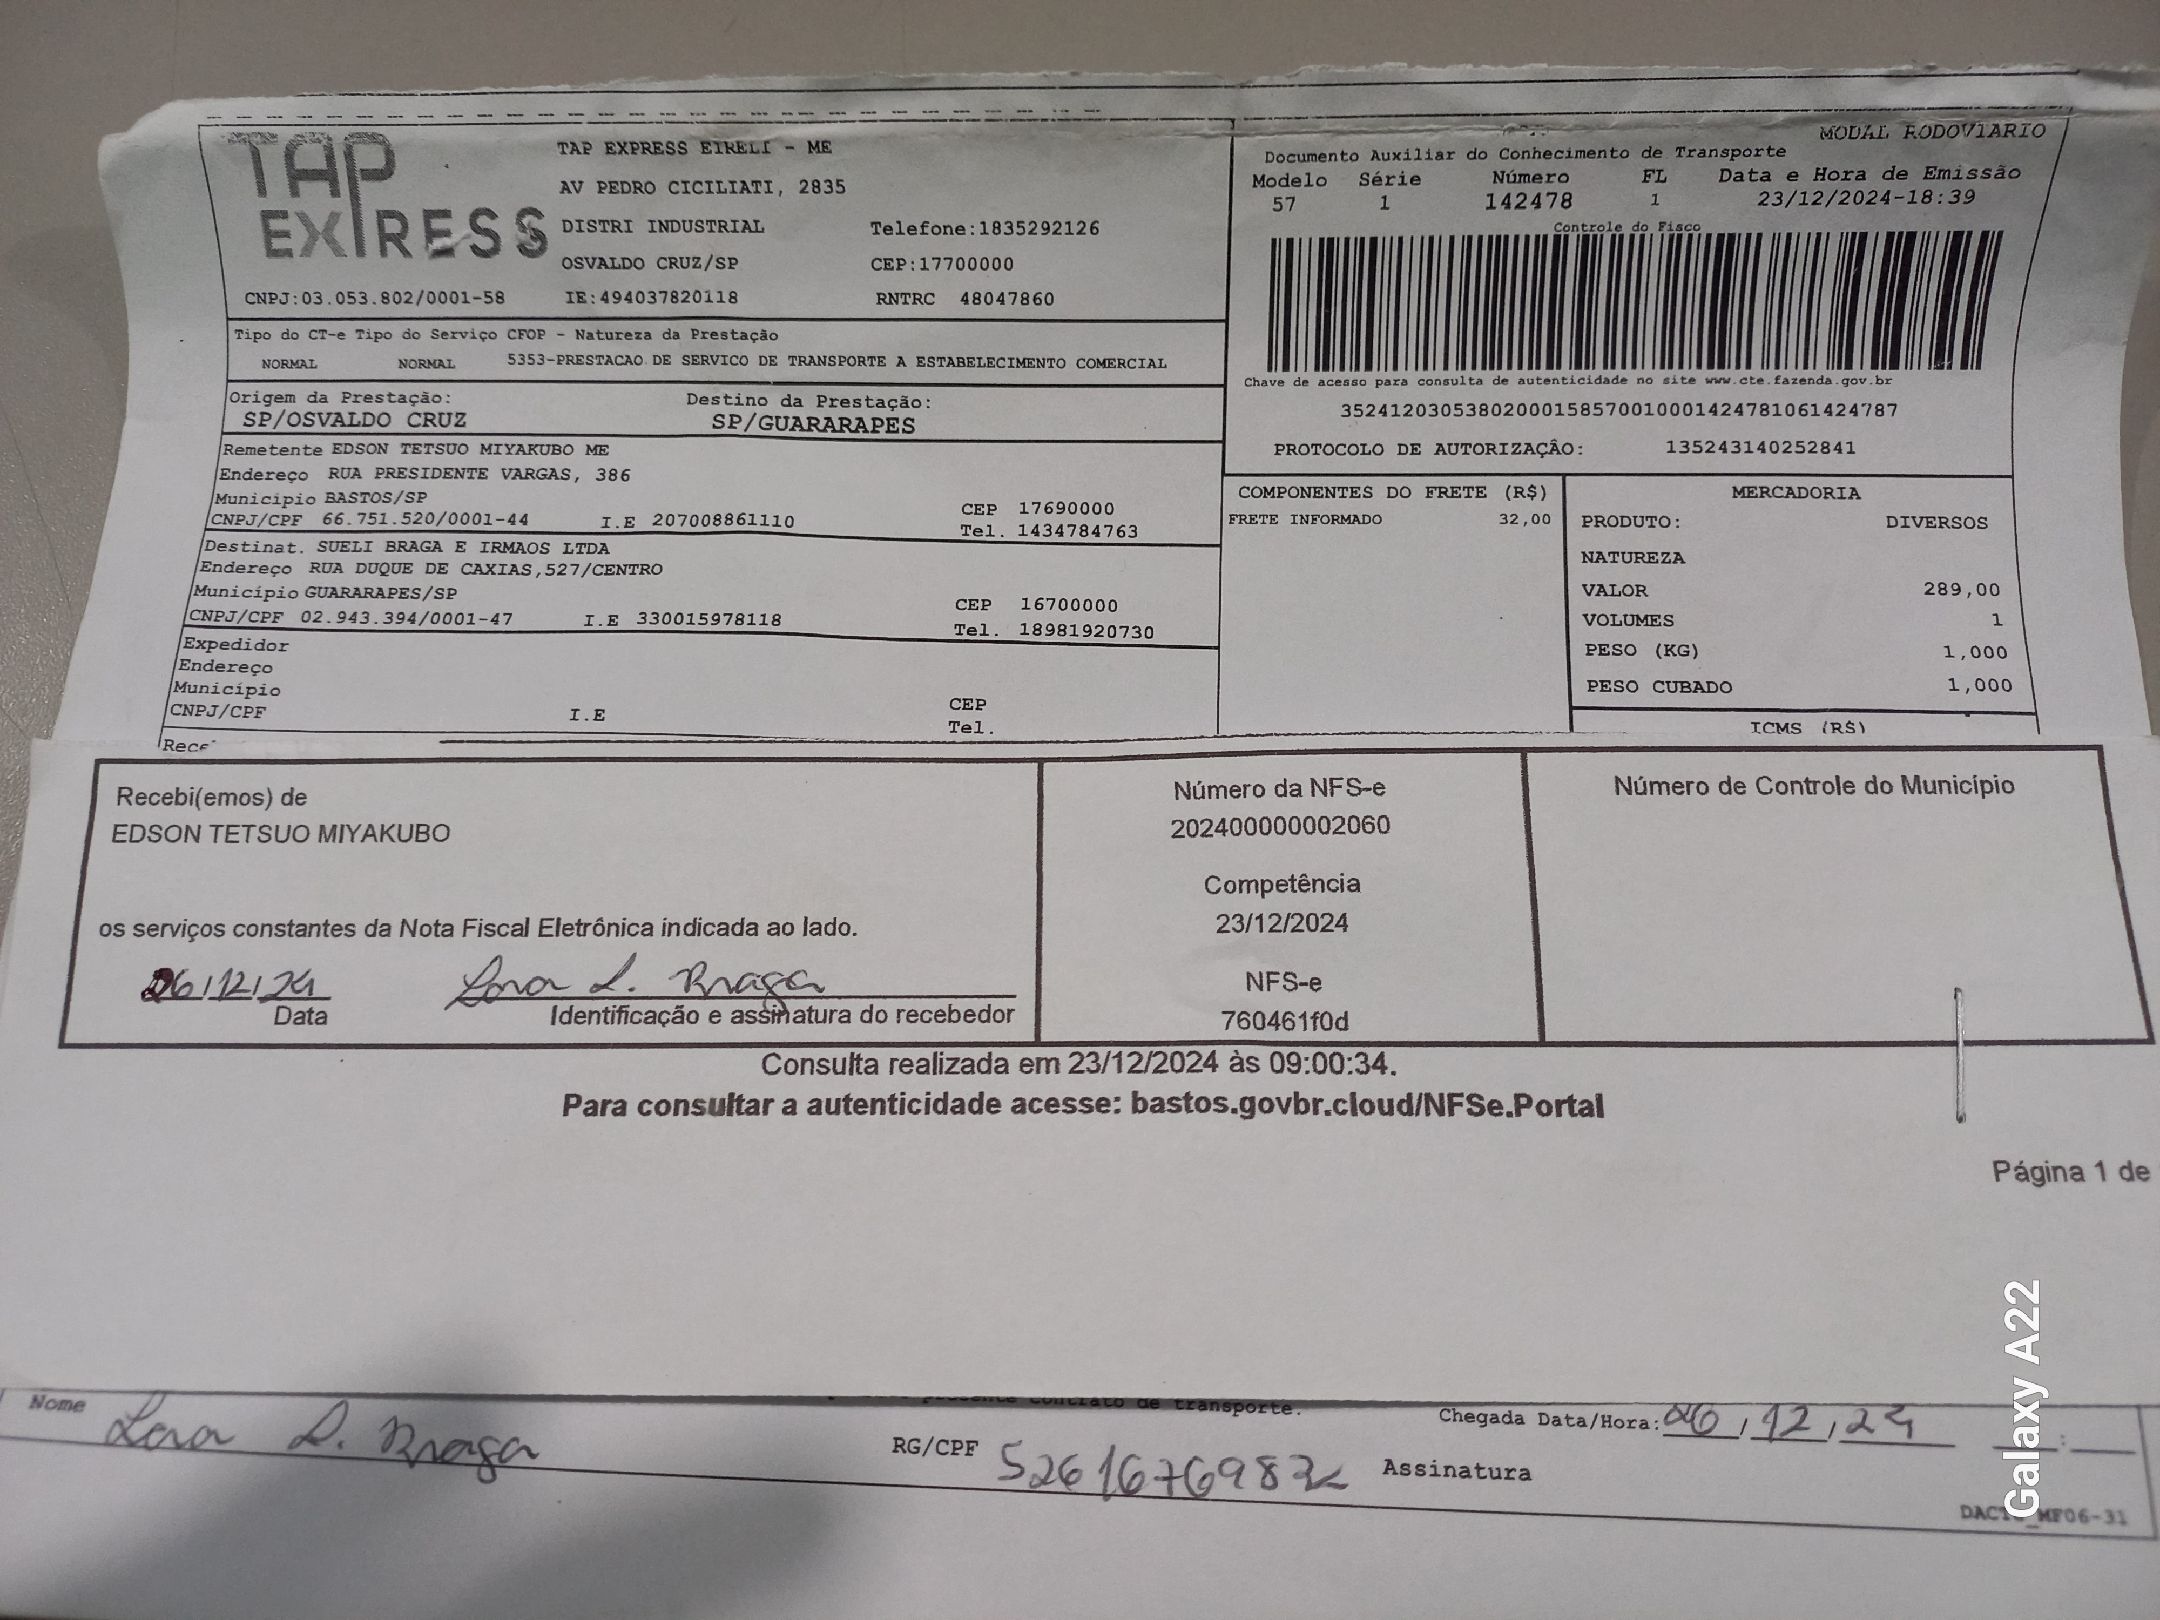 TAP EXPRESS
TAP EXPRESS EIRELI - ME
AV PEDRO CICILIATI, 2835
DISTRI INDUSTRIAL Telefone:1835292126
OSVALDO CRUZ/SP CEP:17700000
CNPJ:03.053.802/0001-58 IE:494037820118 RNTRC 48047860
MODAL RODOVIARIO
Documento Auxiliar do Conhecimento de Transporte
Modelo Série Número FL Data e Hora de Emissão
57 1 142478 1 23/12/2024-18:39
Controle do Fisco
Chave de acesso para consulta de autenticidade no site www.cte.fazenda.gov.br
35241203053802000158570010001424781061424787
PROTOCOLO DE AUTORIZAÇÂO: 135243140252841
Tipo do CT-e Tipo do Serviço CFOP - Natureza da Prestação
NORMAL NORMAL 5353-PRESTACAO DE SERVICO DE TRANSPORTE A ESTABELECIMENTO COMERCIAL
Origem da Prestação: Destino da Prestação:
SP/OSVALDO CRUZ SP/GUARARAPES
Remetente EDSON TETSUO MIYAKUBO ME
Endereço RUA PRESIDENTE VARGAS, 386
Municipio BASTOS/SP CEP 17690000
CNPJ/CPF 66.751.520/0001-44 I.E 207008861110 Tel. 1434784763
Destinat. SUELI BRAGA E IRMAOS LTDA
Endereço RUA DUQUE DE CAXIAS,527/CENTRO
Município GUARARAPES/SP CEP 16700000
CNPJ/CPF 02.943.394/0001-47 I.E 330015978118 Tel. 18981920730
Expedidor
Endereço
Município CEP
CNPJ/CPF I.E Tel.
COMPONENTES DO FRETE (R$)
FRETE INFORMADO 32,00
MERCADORIA
PRODUTO: DIVERSOS
NATUREZA
VALOR 289,00
VOLUMES 1
PESO (KG) 1,000
PESO CUBADO 1,000
ICMS (R$)
Recebi(emos) de
EDSON TETSUO MIYAKUBO
os serviços constantes da Nota Fiscal Eletrônica indicada ao lado.
26/12/24 L. Braga
Data Identificação e assinatura do recebedor
Número da NFS-e
202400000002060
Competência
23/12/2024
NFS-e
760461f0d
Número de Controle do Município
Consulta realizada em 23/12/2024 às 09:00:34.
Para consultar a autenticidade acesse: bastos.govbr.cloud/NFSe.Portal
Página 1 de
presente contrato de transporte.
Nome Braga RG/CPF Assinatura
Chegada Data/Hora: 26/12/24 :
DACTE_MF06-31
Galaxy A22